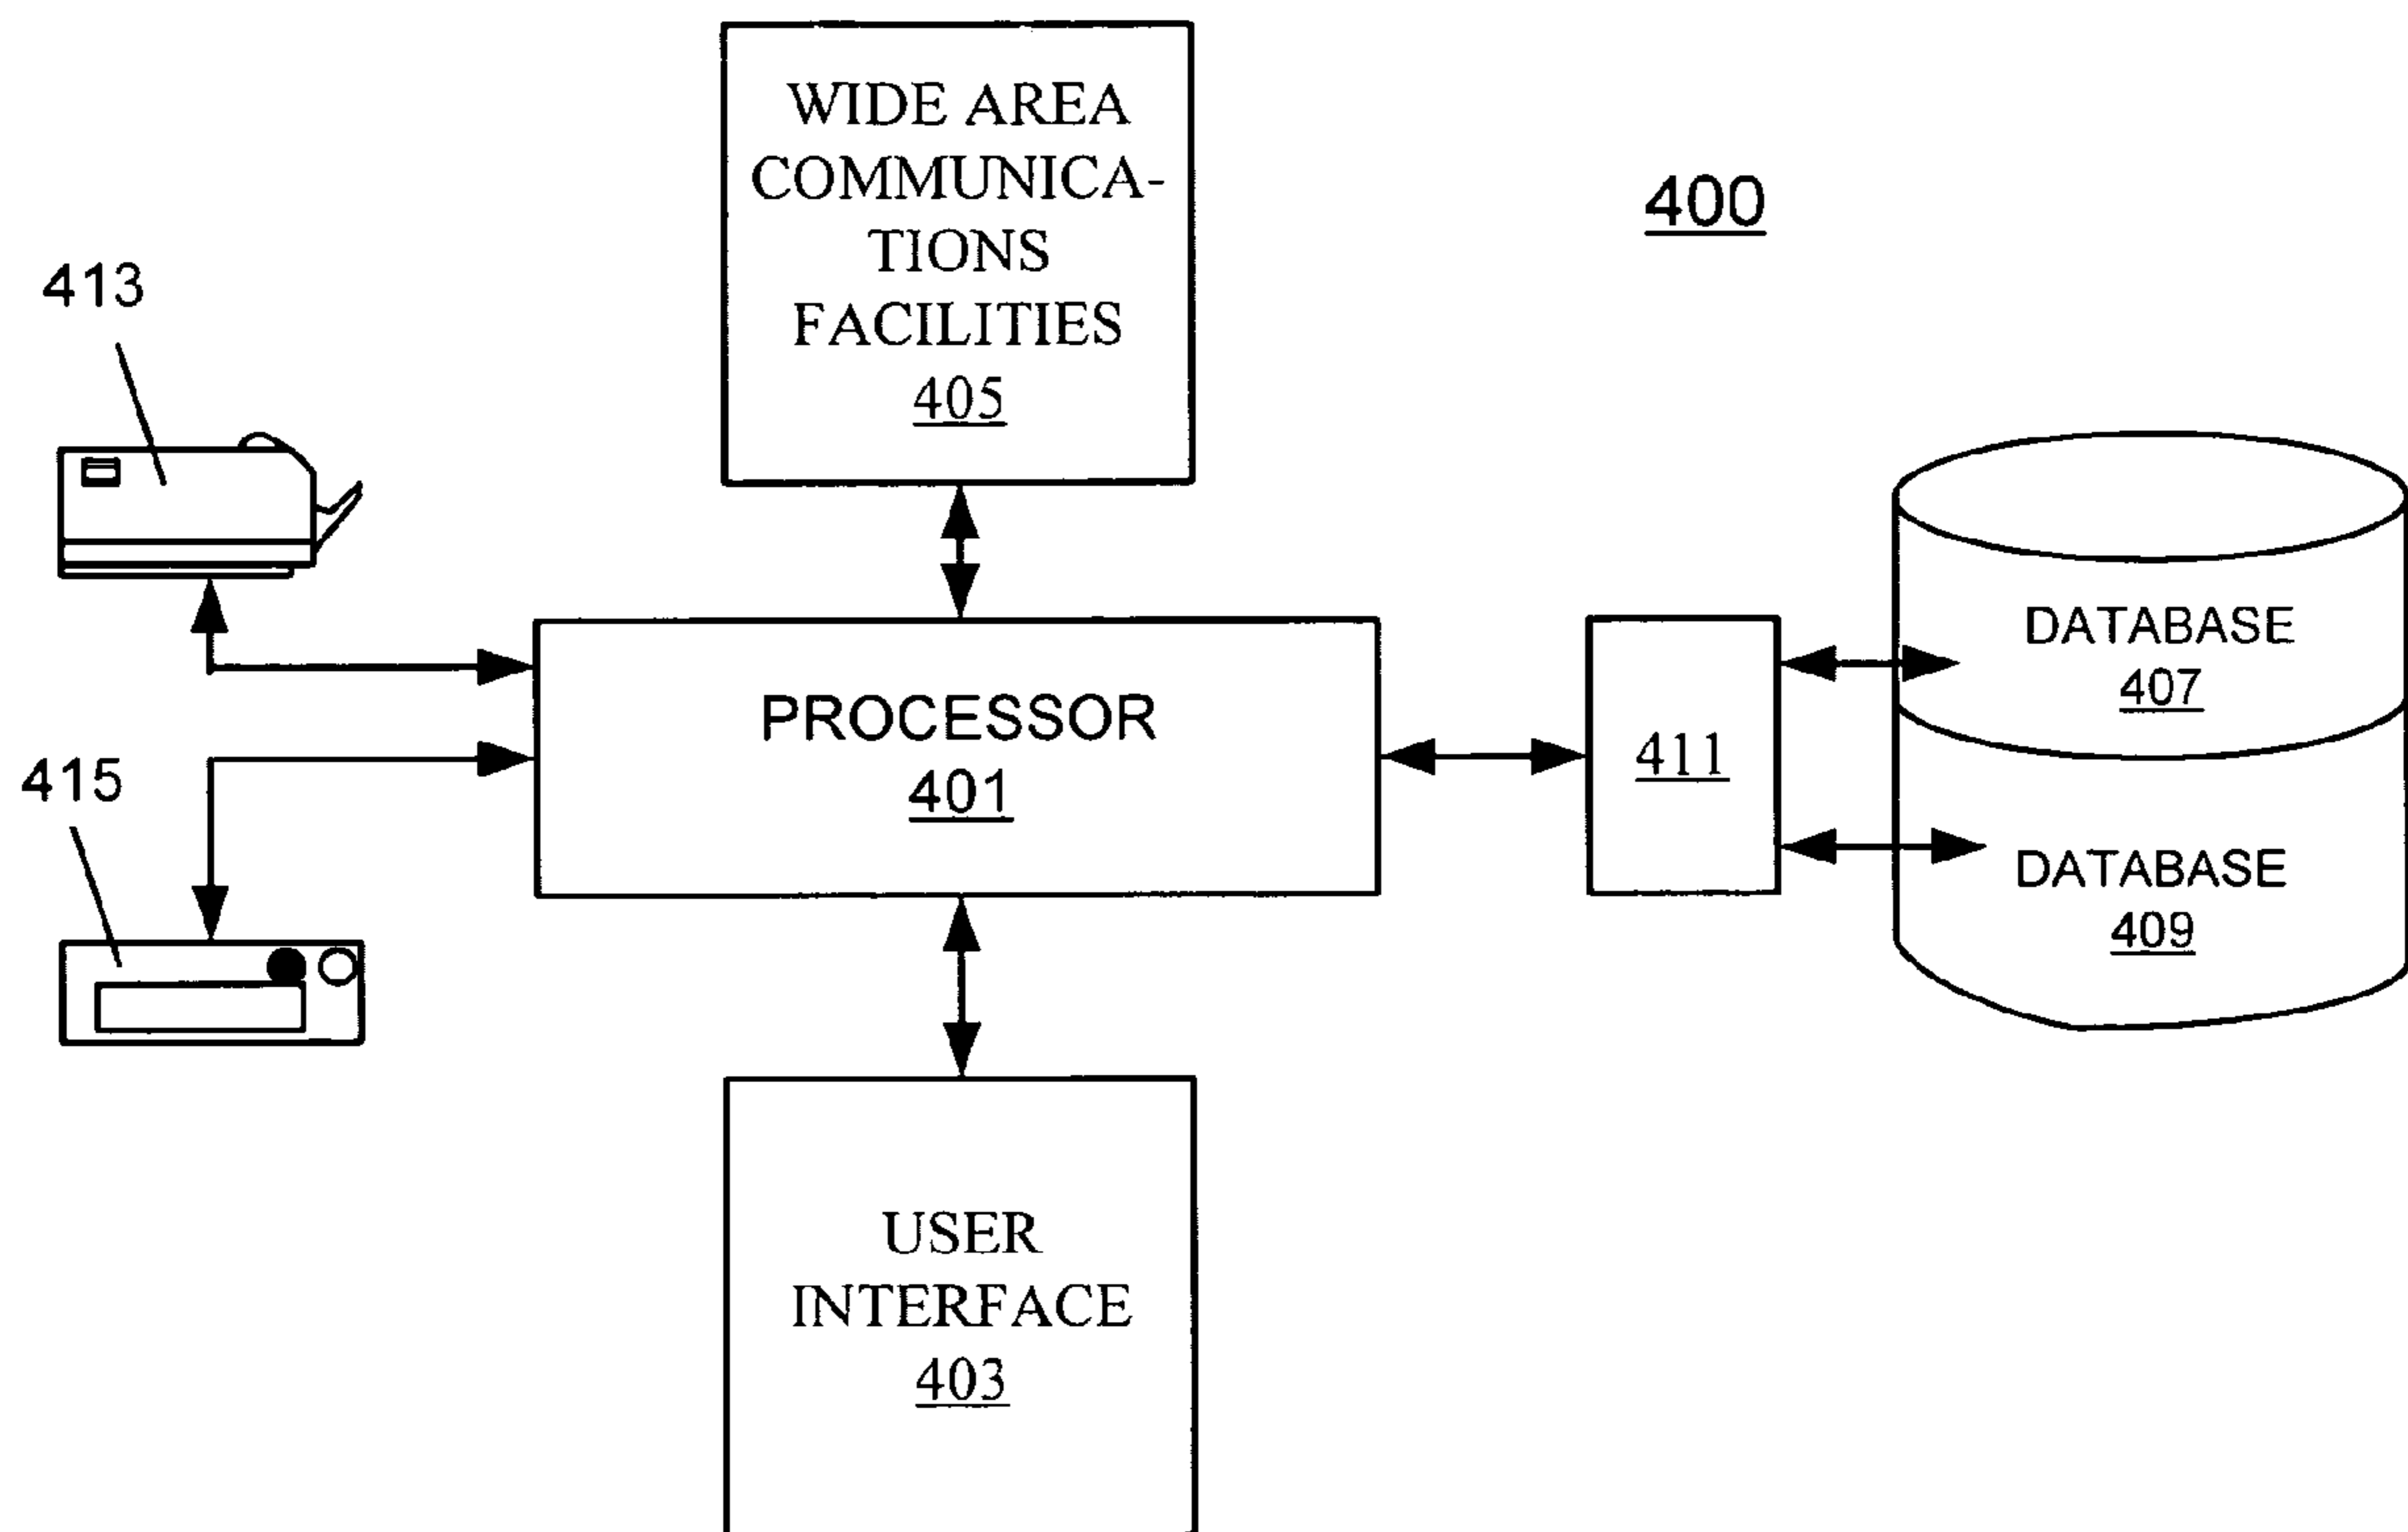 WIDE AREA
COMMUNICA-
TIONS
FACILITIES
405
400
413
DATABASE
407
PROCESSOR
401
411
415
DATABASE
409
USER
INTERFACE
403